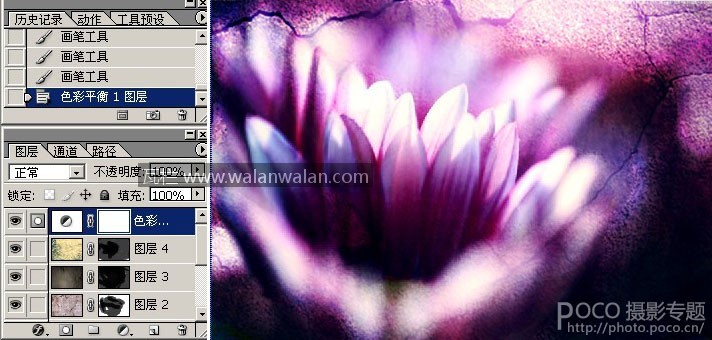 历史记录 动作 工具预设
画笔工具
画笔工具
画笔工具
色彩平衡 1 图层
图层 通道 路径
正常 不透明度: 100%
www.walanwalan.com
锁定: 填充: 100%
色彩...
图层 4
图层 3
图层 2
poco 摄影专题
http://photo.poco.cn/